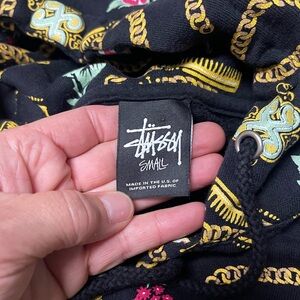 Stüssy
SMALL
MADE IN THE U.S. OF
IMPORTED FABRIC